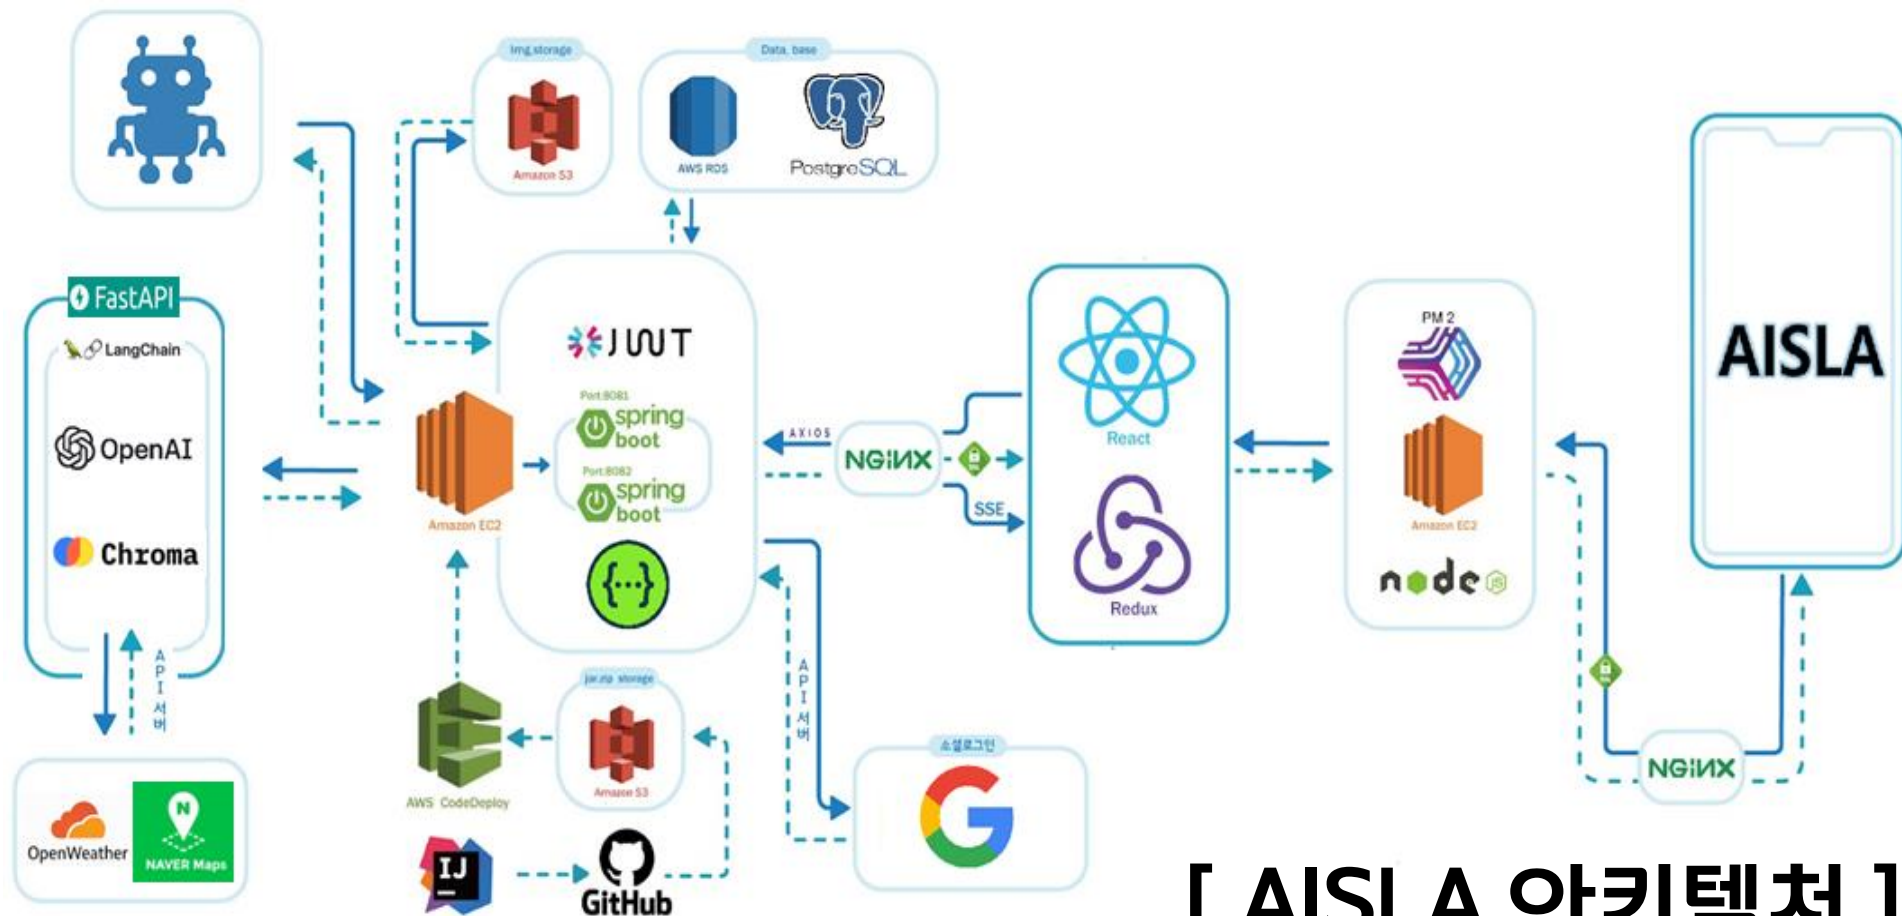 Img,storage
Amazon S3
Data, base
AWS RDS
PostgreSQL
FastAPI
LangChain
OpenAI
Chroma
API 서버
OpenWeather
N
NAVER Maps
JWT
Port:8081
spring
boot
Port:8082
spring
boot
Amazon EC2
{···}
AWS CodeDeploy
jar.zip storage
Amazon S3
IJ
GitHub
API 서버
소셜로그인
G
AXIOS
NGiNX
SSE
React
Redux
PM 2
Amazon EC2
node
JS
NGiNX
AISLA
[ AISLA 아키텍처 ]